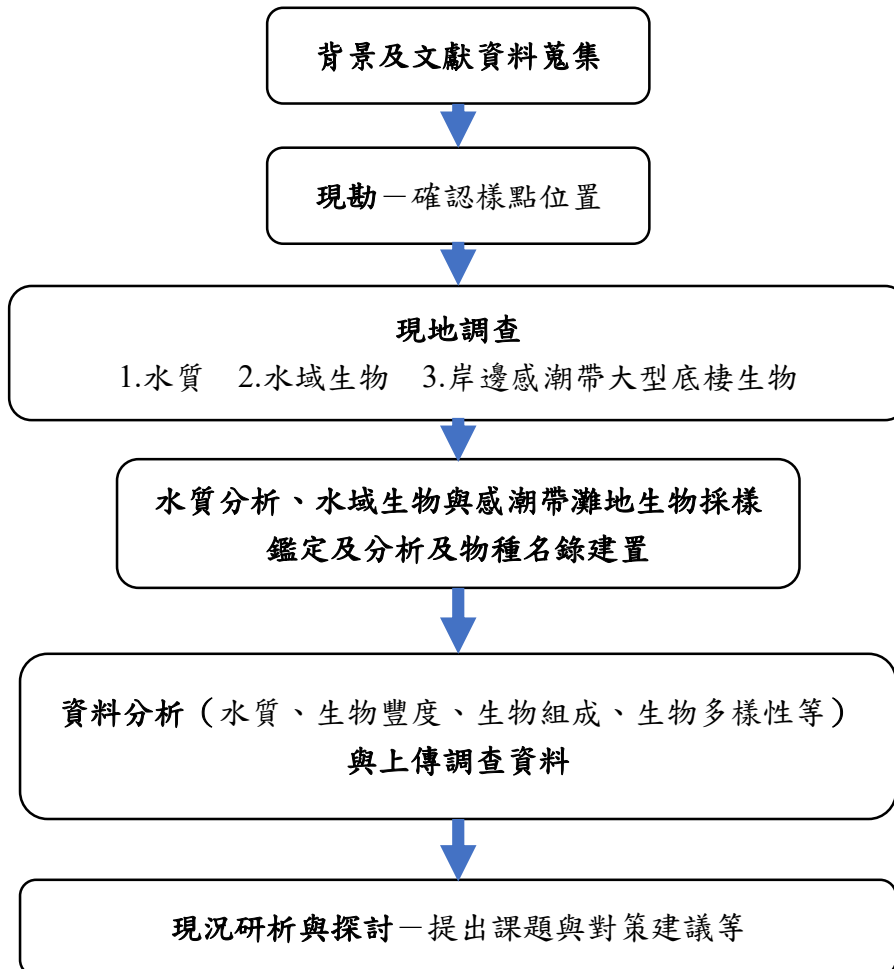 背景及文獻資料蒐集
現勘－確認樣點位置
現地調查
1.水質　2.水域生物　3.岸邊感潮帶大型底棲生物
水質分析、水域生物與感潮帶灘地生物採樣
鑑定及分析及物種名錄建置
資料分析（水質、生物豐度、生物組成、生物多樣性等）
與上傳調查資料
現況研析與探討－提出課題與對策建議等